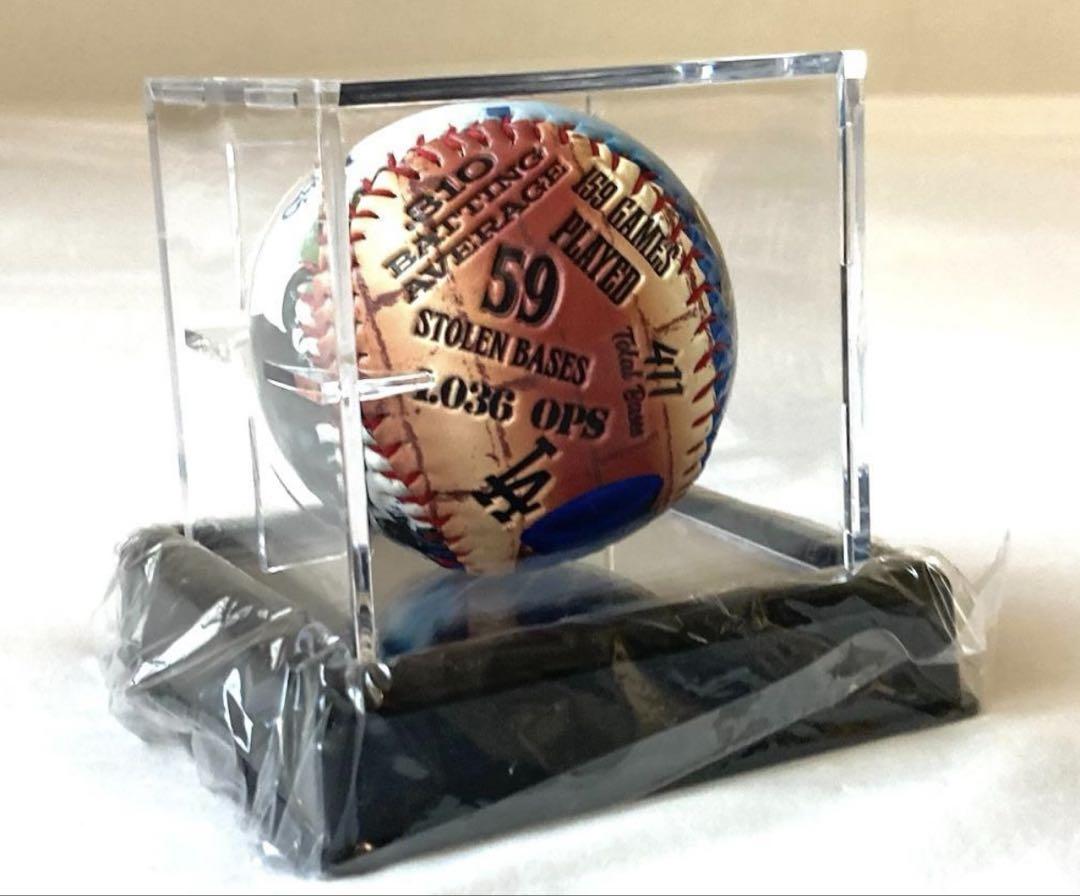 .310
BATTING
AVERAGE
159 GAMES
PLAYED
59
STOLEN BASES
1.036 OPS
411
Total Bases
LA